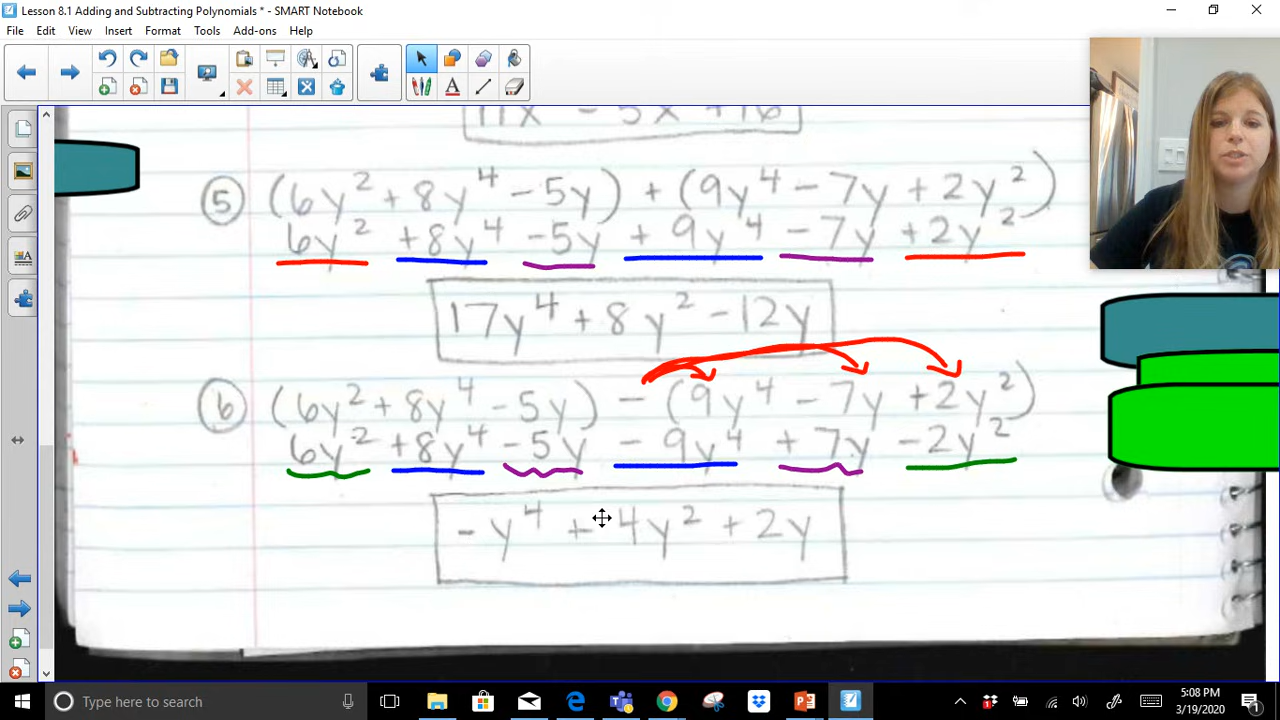 Lesson 8.1 Adding and Subtracting Polynomials * - SMART Notebook
File Edit View Insert Format Tools Add-ons Help
5 (6y² + 8y⁴ - 5y) + (9y⁴ - 7y + 2y²)
6y² + 8y⁴ - 5y + 9y⁴ - 7y + 2y²
17y⁴ + 8y² - 12y
6 (6y² + 8y⁴ - 5y) - (9y⁴ - 7y + 2y²)
6y² + 8y⁴ - 5y - 9y⁴ + 7y - 2y²
- y⁴ + 4y² + 2y
Type here to search
5:08 PM
3/19/2020